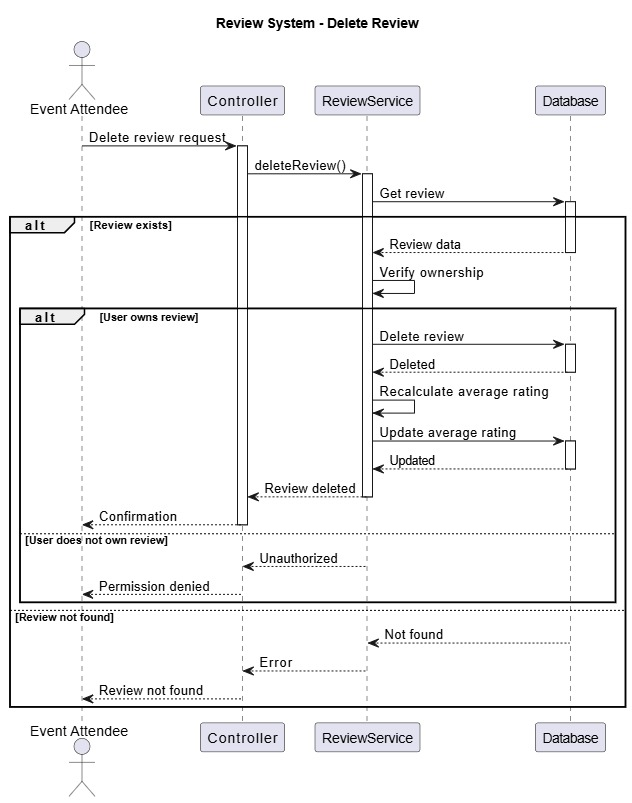 Review System - Delete Review
Event Attendee
Controller
ReviewService
Database
Delete review request
deleteReview()
Get review
alt
[Review exists]
Review data
Verify ownership
alt
[User owns review]
Delete review
Deleted
Recalculate average rating
Update average rating
Updated
Review deleted
Confirmation
[User does not own review]
Unauthorized
Permission denied
[Review not found]
Not found
Error
Review not found
Event Attendee
Controller
ReviewService
Database